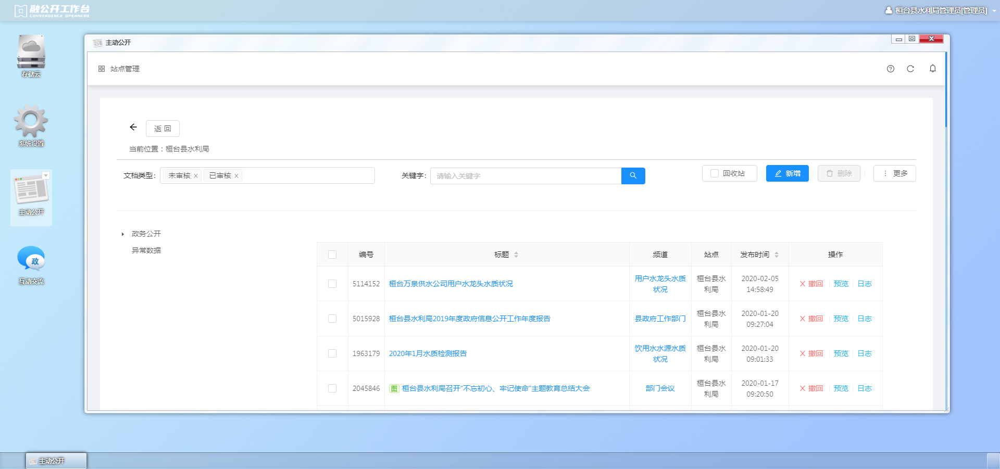 融公开工作台
CONVERGENCE OPENNESS
桓台县水利局管理员[管理员]
存储云
系统设置
主动公开
互动交流
主动公开
站点管理
返 回
当前位置：桓台县水利局
文档类型： 未审核 x 已审核 x
关键字： 请输入关键字
回收站 新增 删除 更多
政务公开
异常数据
编号 标题 频道 站点 发布时间 操作
5114152 桓台万泉供水公司用户水龙头水质状况 用户水龙头水质状况 桓台县水利局 2020-02-05 14:58:49 X 撤回 预览 日志
5015928 桓台县水利局2019年度政府信息公开工作年度报告 县政府工作部门 桓台县水利局 2020-01-20 09:27:04 X 撤回 预览 日志
1963179 2020年1月水质检测报告 饮用水水源水质状况 桓台县水利局 2020-01-20 09:01:33 X 撤回 预览 日志
2045846 图 桓台县水利局召开“不忘初心、牢记使命”主题教育总结大会 部门会议 桓台县水利局 2020-01-17 09:20:50 X 撤回 预览 日志
主动公开